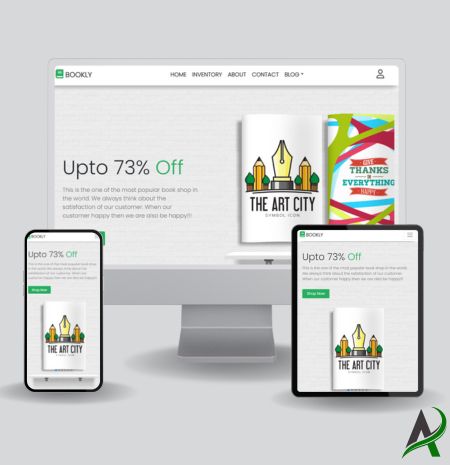 BOOKLY
HOME INVENTORY ABOUT CONTACT BLOG
Upto 73% Off
This is the one of the most popular book shop in
the world. We always think about the
satisfaction of our customer. When our
customer happy then we are also be happy!!!
THE ART CITY
SYMBOL ICON
GIVE
THANKS
IN
EVERYTHING
HAPPY
BOOKLY
Upto 73% Off
This is the one of the most popular book shop
in the world. We always think about the
satisfaction of our customer. When our
customer happy then we are also be happy!!!
Shop Now
THE ART CITY
BOOKLY
Upto 73% Off
This is the one of the most popular book shop in the world.
We always think about the satisfaction of our customer.
When our customer happy then we are also be happy!!!
Shop Now
THE ART CITY
SYMBOL ICON